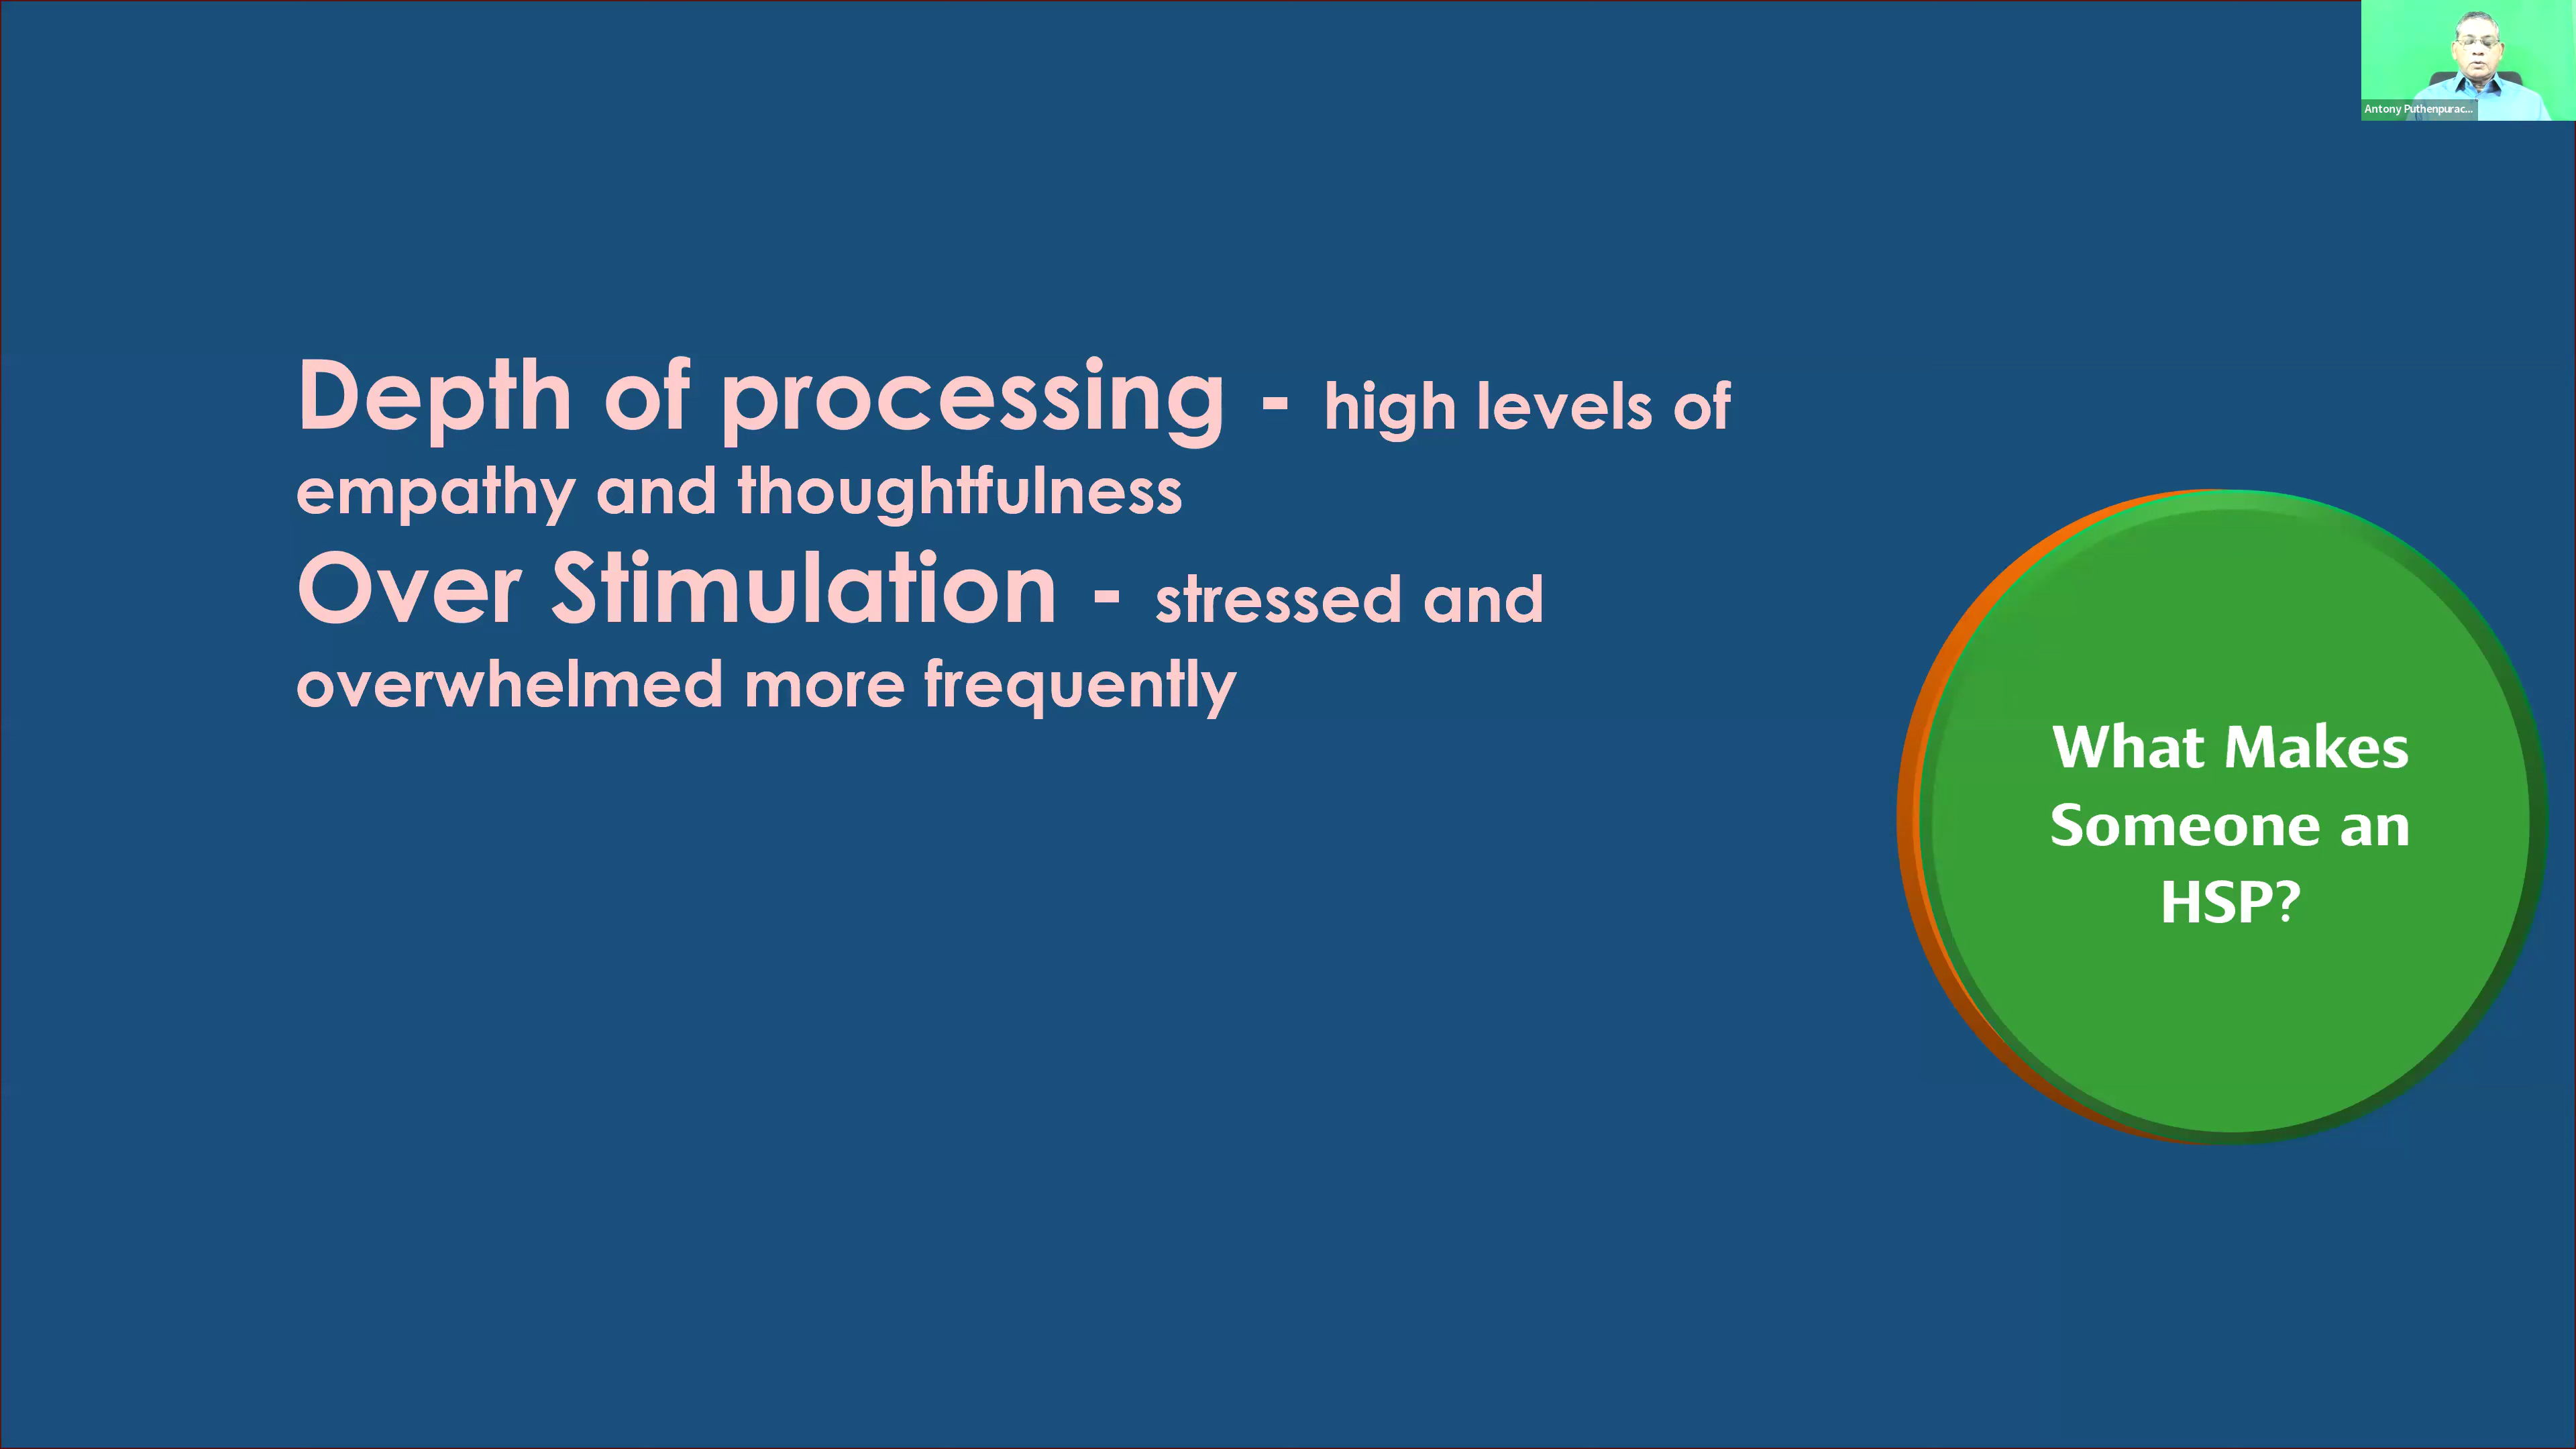 Antony Puthenpurac...
Depth of processing - high levels of
empathy and thoughtfulness
Over Stimulation - stressed and
overwhelmed more frequently
What Makes
Someone an
HSP?